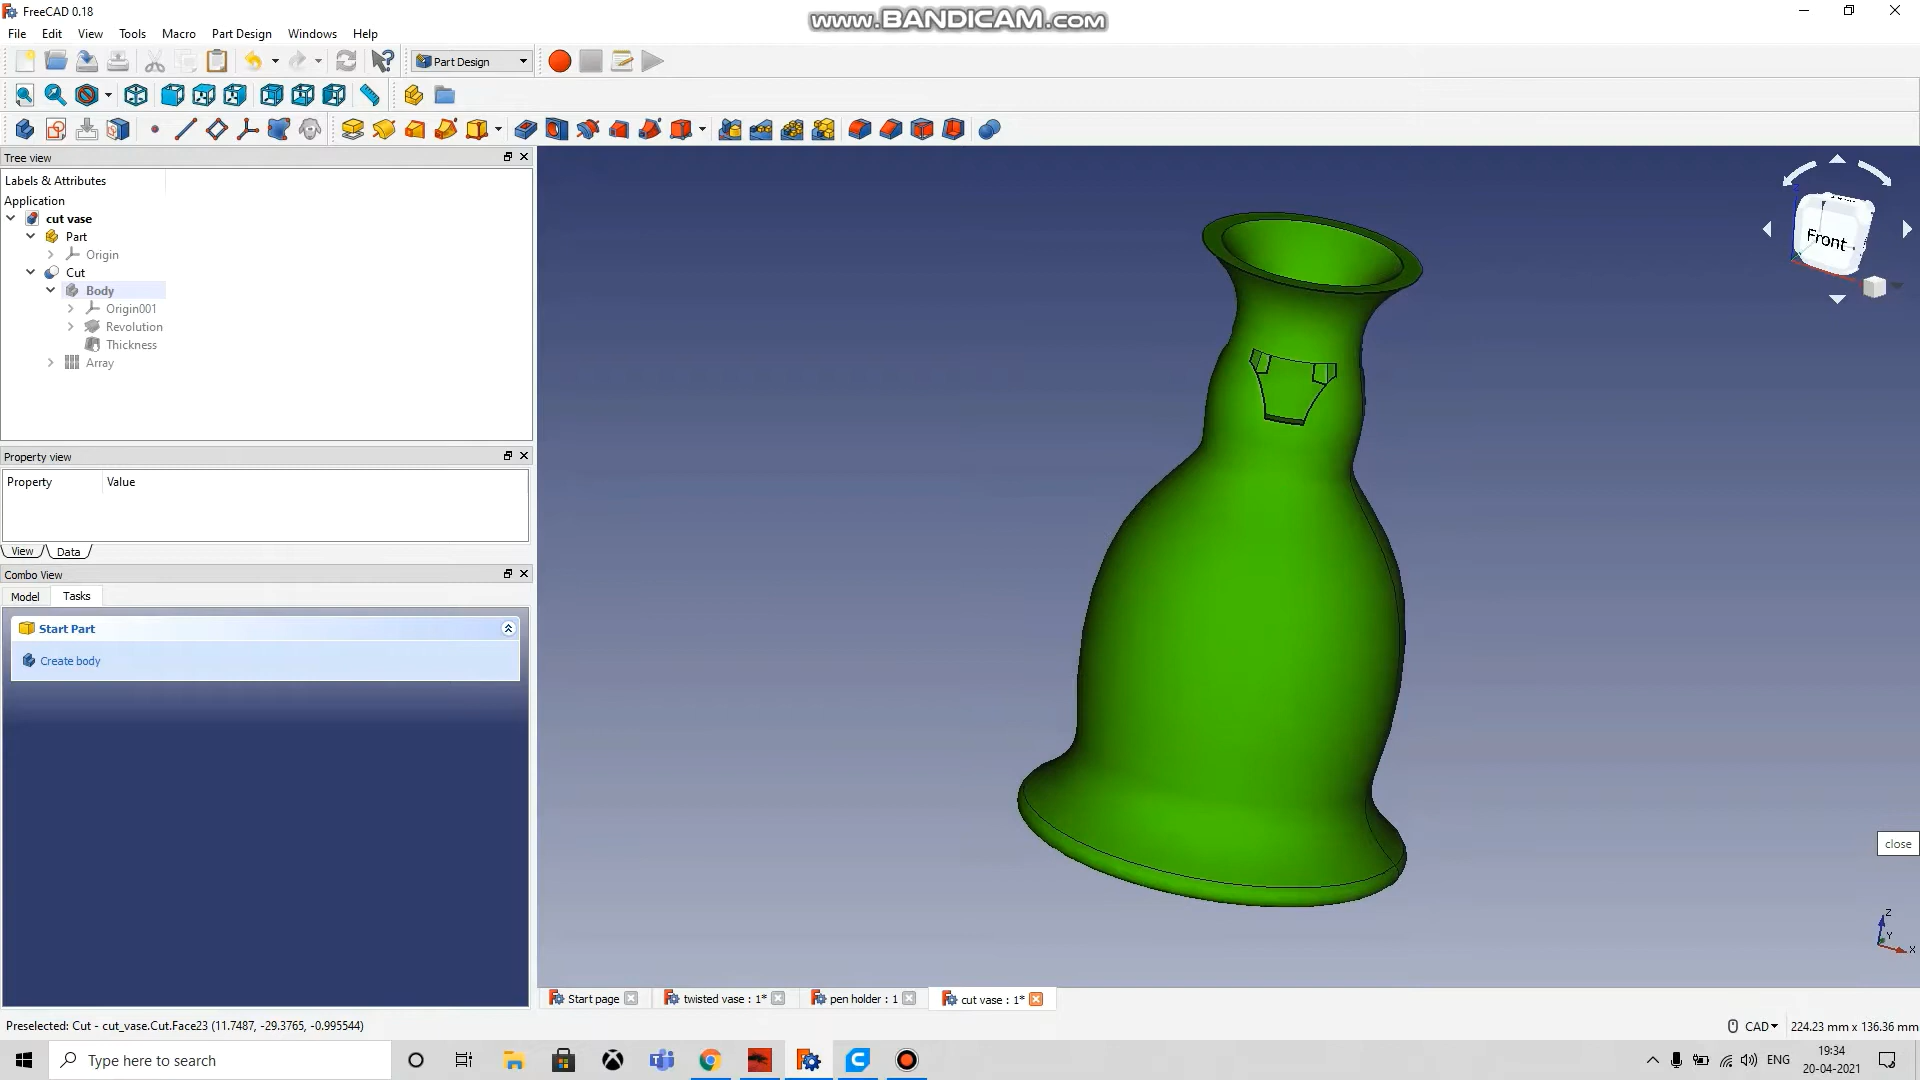 FreeCAD 0.18
www.BANDICAM.com
File Edit View Tools Macro Part Design Windows Help
Part Design
Tree view
Labels & Attributes
Application
cut vase
Part
Origin
Cut
Body
Origin001
Revolution
Thickness
Array
Property view
Property Value
View Data
Combo View
Model Tasks
Start Part
Create body
Front
close
Z
Y
X
Start page twisted vase : 1* pen holder : 1 cut vase : 1*
Preselected: Cut - cut_vase.Cut.Face23 (11.7487, -29.3765, -0.995544)
CAD 224.23 mm x 136.36 mm
Type here to search
ENG
19:34
20-04-2021